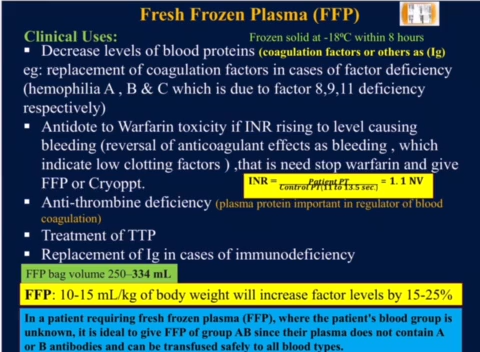 Fresh Frozen Plasma (FFP)
Clinical Uses:
Frozen solid at -18ºC within 8 hours
▪ Decrease levels of blood proteins (coagulation factors or others as (Ig)
eg: replacement of coagulation factors in cases of factor deficiency
(hemophilia A , B & C which is due to factor 8,9,11 deficiency
respectively)
▪ Antidote to Warfarin toxicity if INR rising to level causing
bleeding (reversal of anticoagulant effects as bleeding , which
indicate low clotting factors ) ,that is need stop warfarin and give
FFP or Cryoppt.
INR = Patient PT / Control PT(11 to 13.5 sec.) = 1. 1 NV
▪ Anti-thrombine deficiency (plasma protein important in regulator of blood
coagulation)
▪ Treatment of TTP
▪ Replacement of Ig in cases of immunodeficiency
FFP bag volume 250–334 mL
FFP: 10-15 mL/kg of body weight will increase factor levels by 15-25%
In a patient requiring fresh frozen plasma (FFP), where the patient's blood group is
unknown, it is ideal to give FFP of group AB since their plasma does not contain A
or B antibodies and can be transfused safely to all blood types.